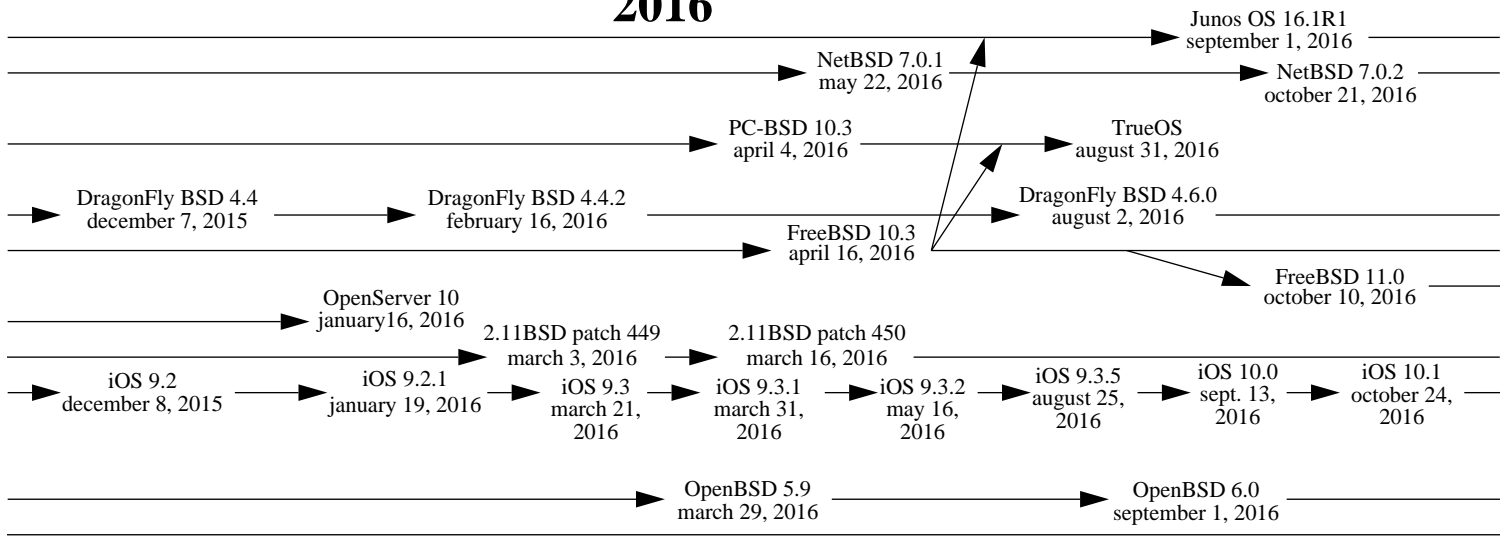 2016
Junos OS 16.1R1
september 1, 2016
NetBSD 7.0.1
may 22, 2016
NetBSD 7.0.2
october 21, 2016
PC-BSD 10.3
april 4, 2016
TrueOS
august 31, 2016
DragonFly BSD 4.4
december 7, 2015
DragonFly BSD 4.4.2
february 16, 2016
DragonFly BSD 4.6.0
august 2, 2016
FreeBSD 10.3
april 16, 2016
FreeBSD 11.0
october 10, 2016
OpenServer 10
january16, 2016
2.11BSD patch 449
march 3, 2016
2.11BSD patch 450
march 16, 2016
iOS 9.2
december 8, 2015
iOS 9.2.1
january 19, 2016
iOS 9.3
march 21,
2016
iOS 9.3.1
march 31,
2016
iOS 9.3.2
may 16,
2016
iOS 9.3.5
august 25,
2016
iOS 10.0
sept. 13,
2016
iOS 10.1
october 24,
2016
OpenBSD 5.9
march 29, 2016
OpenBSD 6.0
september 1, 2016